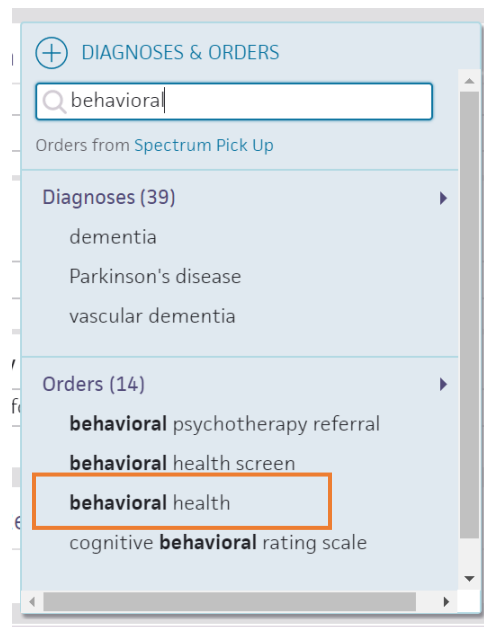 DIAGNOSES & ORDERS
behavioral
Orders from Spectrum Pick Up
Diagnoses (39)
dementia
Parkinson's disease
vascular dementia
Orders (14)
behavioral psychotherapy referral
behavioral health screen
behavioral health
cognitive behavioral rating scale